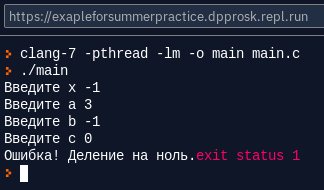 https://exapleforsummerpractice.dpprosk.repl.run
> clang-7 -pthread -lm -o main main.c
> ./main
Введите x -1
Введите a 3
Введите b -1
Введите c 0
Ошибка! Деление на ноль.exit status 1
>